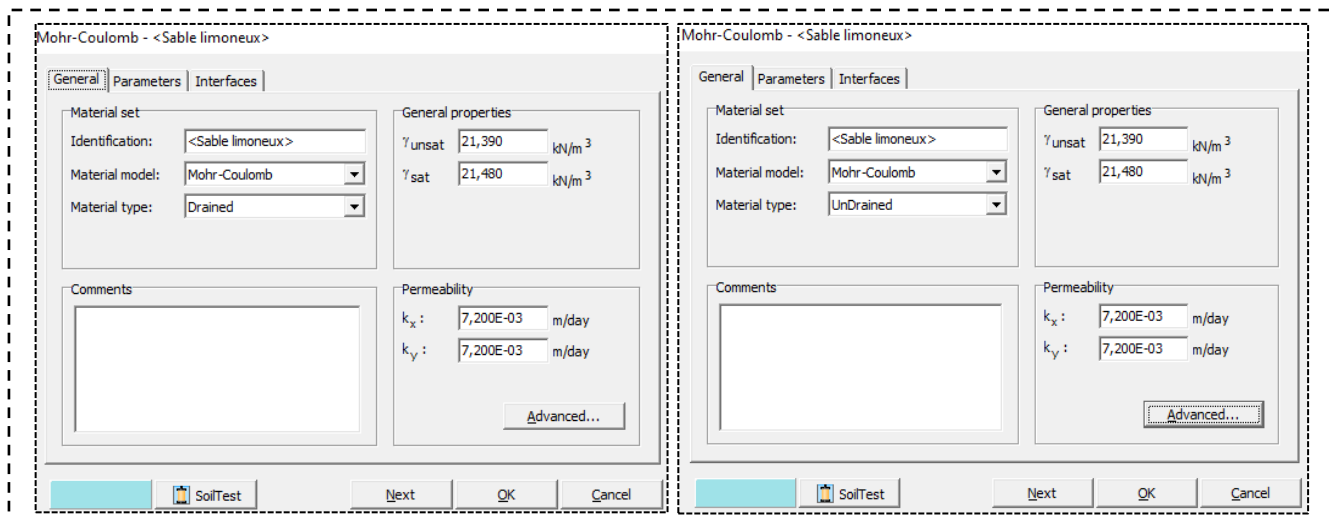 Mohr-Coulomb - <Sable limoneux>
General Parameters Interfaces
Material set
Identification: <Sable limoneux>
Material model: Mohr-Coulomb
Material type: Drained
General properties
γunsat 21,390 kN/m 3
γsat 21,480 kN/m 3
Comments
Permeability
kx : 7,200E-03 m/day
ky : 7,200E-03 m/day
Advanced...
SoilTest Next OK Cancel
Mohr-Coulomb - <Sable limoneux>
General Parameters Interfaces
Material set
Identification: <Sable limoneux>
Material model: Mohr-Coulomb
Material type: UnDrained
General properties
γunsat 21,390 kN/m 3
γsat 21,480 kN/m 3
Comments
Permeability
kx : 7,200E-03 m/day
ky : 7,200E-03 m/day
Advanced...
SoilTest Next OK Cancel